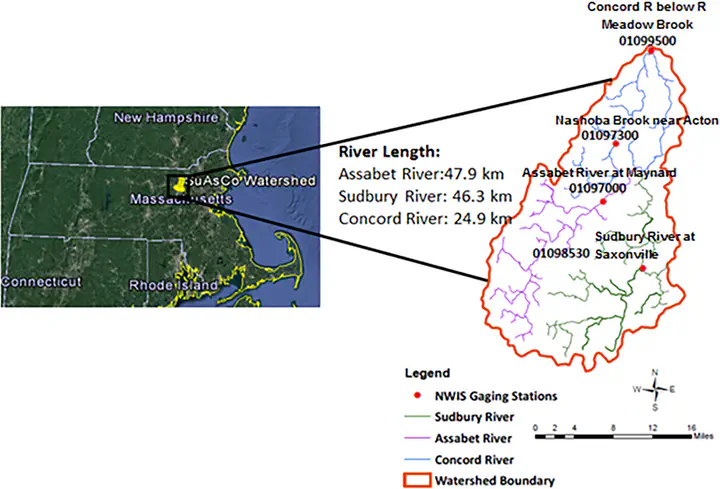 Concord R below R
Meadow Brook
01099500
New Hampshire
SuAsCo Watershed
Massachusetts
Connecticut
Rhode Island
River Length:
Assabet River:47.9 km
Sudbury River: 46.3 km
Concord River: 24.9 km
Nashoba Brook near Acton
01097300
Assabet River at Maynard
01097000
01098530
Sudbury River at
Saxonville
Legend
NWIS Gaging Stations
Sudbury River
Assabet River
Concord River
Watershed Boundary
N
W E
S
0 2 4 8 12 16
Miles